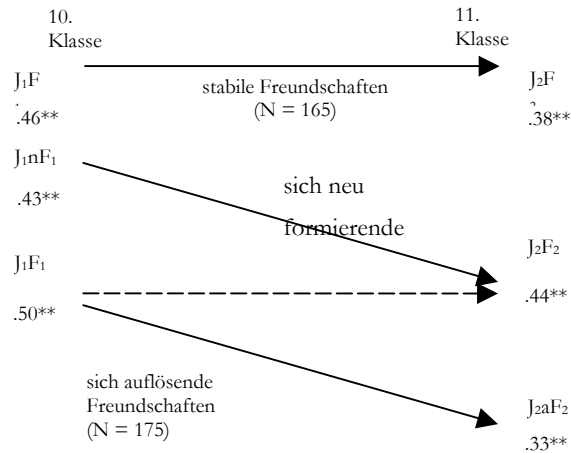 10.
Klasse
11.
Klasse
J₁F
stabile Freundschaften
(N = 165)
J₂F
.46**
.38**
J₁nF₁
.43**
sich neu
formierende
J₁F₁
J₂F₂
.50**
.44**
sich auflösende
Freundschaften
(N = 175)
J₂aF₂
.33**